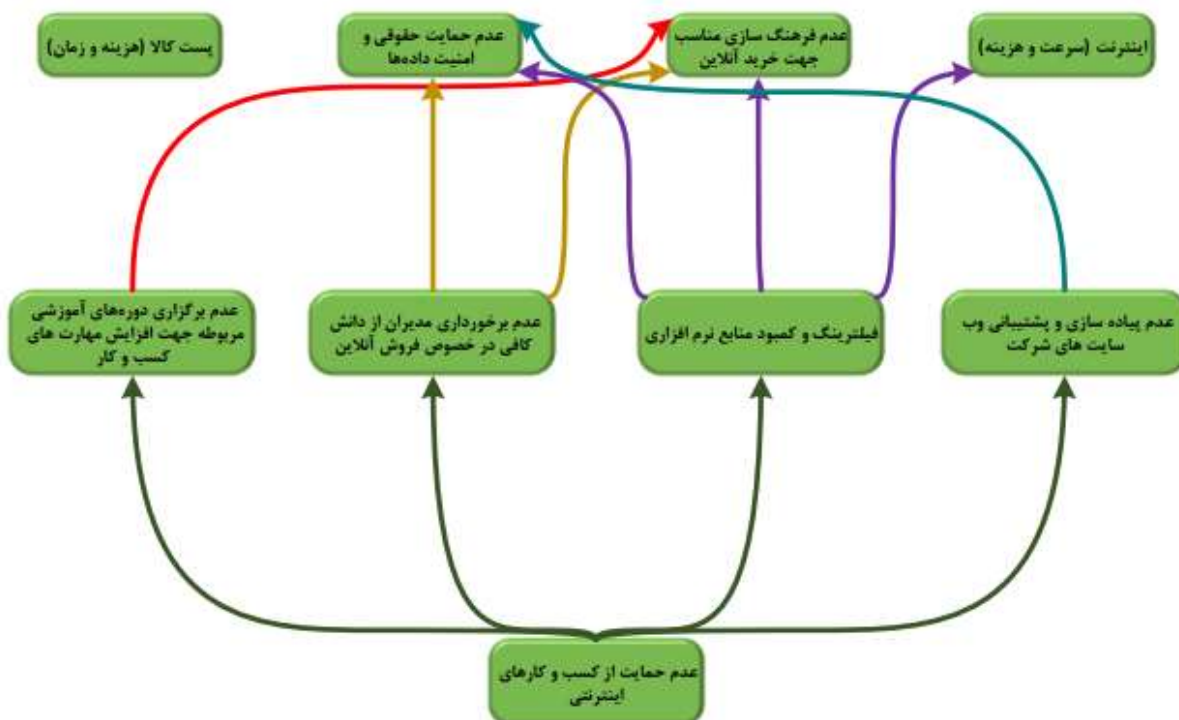 اینترنت (سرعت و هزینه)
عدم فرهنگ سازی مناسب
جهت خرید آنلاین
عدم حمایت حقوقی و
امنیت داده‌ها
پست کالا (هزینه و زمان)
عدم پیاده سازی و پشتیبانی وب
سایت های شرکت
فیلترینگ و کمبود منابع نرم افزاری
عدم برخورداری مدیران از دانش
کافی در خصوص فروش آنلاین
عدم برگزاری دوره‌های آموزشی
مربوطه جهت افزایش مهارت های
کسب و کار
عدم حمایت از کسب و کارهای
اینترنتی